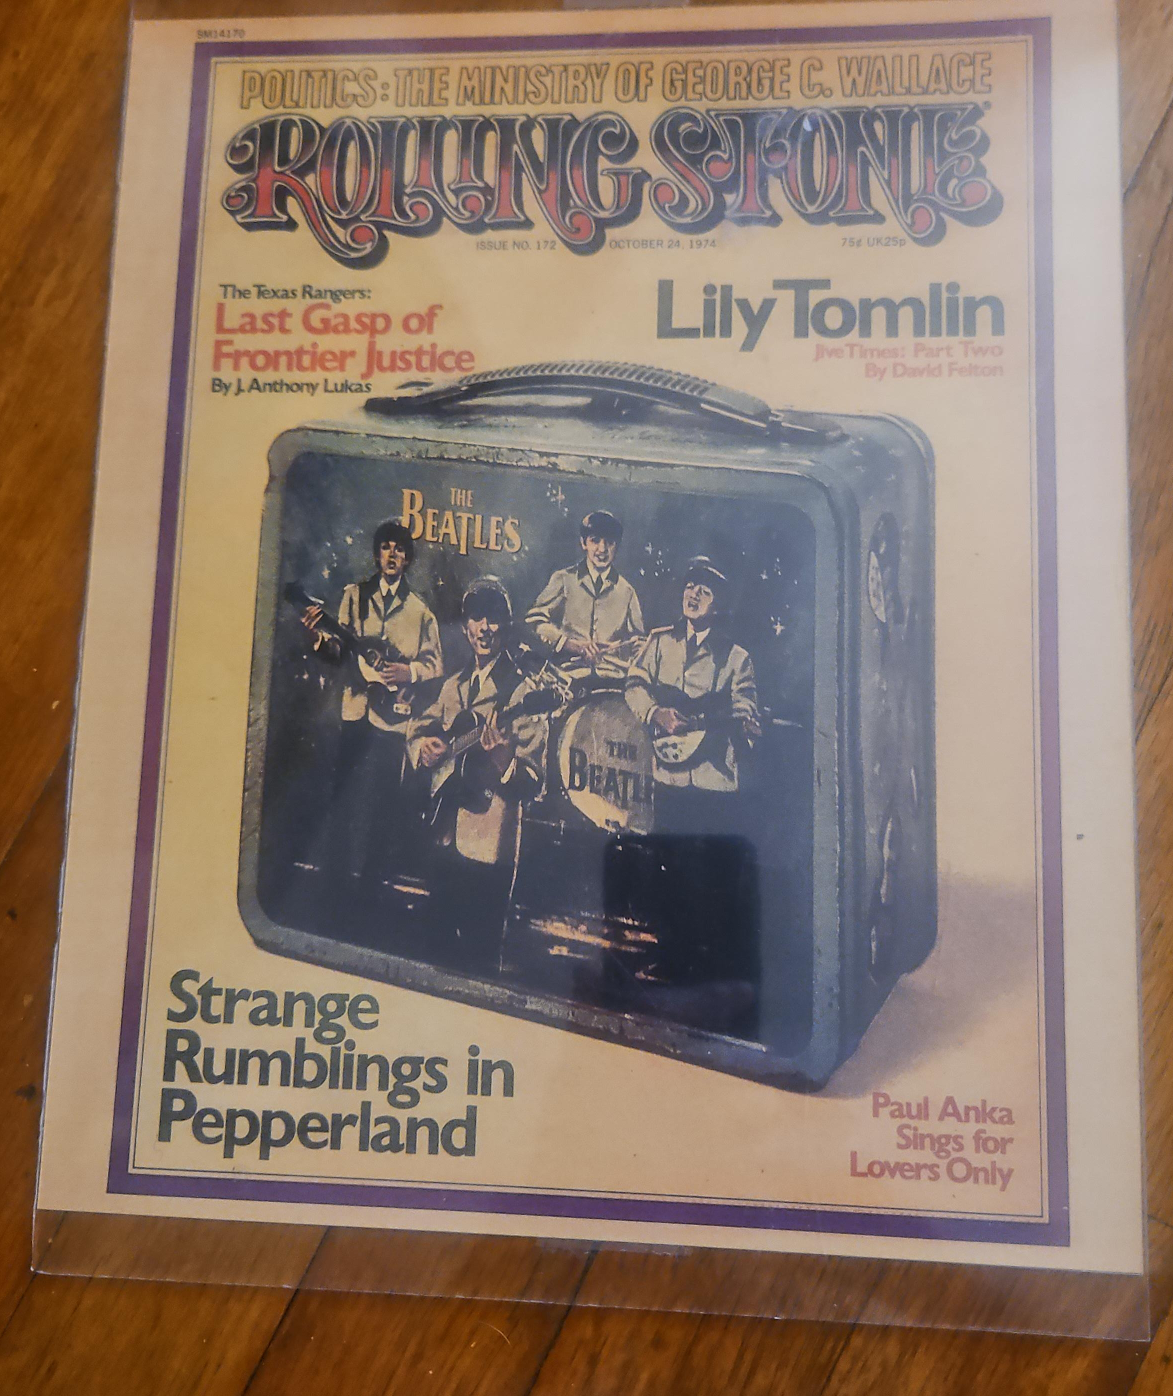 SM14170
POLITICS: THE MINISTRY OF GEORGE C. WALLACE
ROLLING STONE
ISSUE NO. 172 OCTOBER 24, 1974 75¢ UK25p
The Texas Rangers:
Last Gasp of
Frontier Justice
By J. Anthony Lukas
Lily Tomlin
Jive Times: Part Two
By David Felton
THE
BEATLES
THE
BEATL
Strange
Rumblings in
Pepperland
Paul Anka
Sings for
Lovers Only